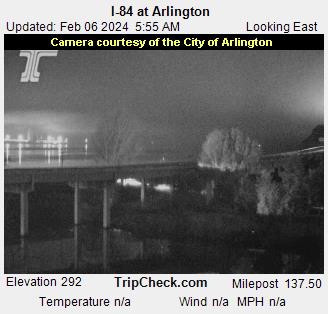 I-84 at Arlington
Updated: Feb 06 2024 5:55 AM Looking East
Camera courtesy of the City of Arlington
Elevation 292 TripCheck.com Milepost 137.50
Temperature n/a Wind n/a MPH n/a